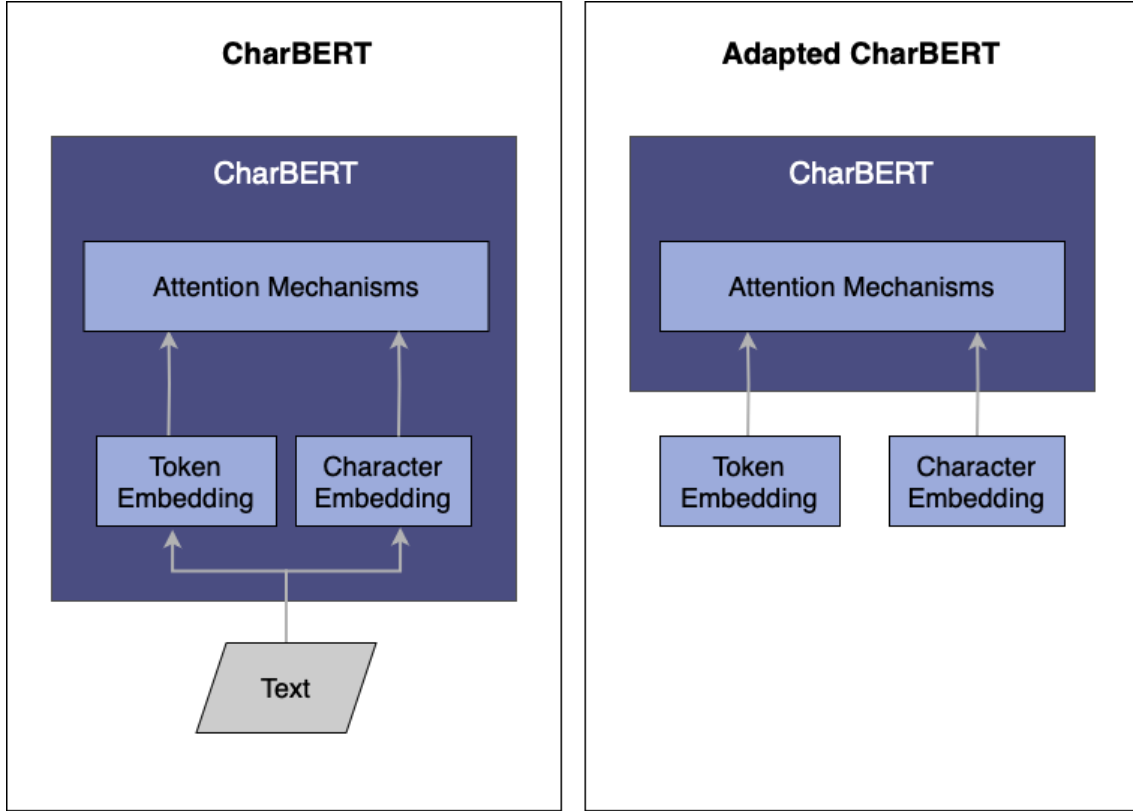 CharBERT
CharBERT
Attention Mechanisms
Token
Embedding
Character
Embedding
Text
Adapted CharBERT
CharBERT
Attention Mechanisms
Token
Embedding
Character
Embedding